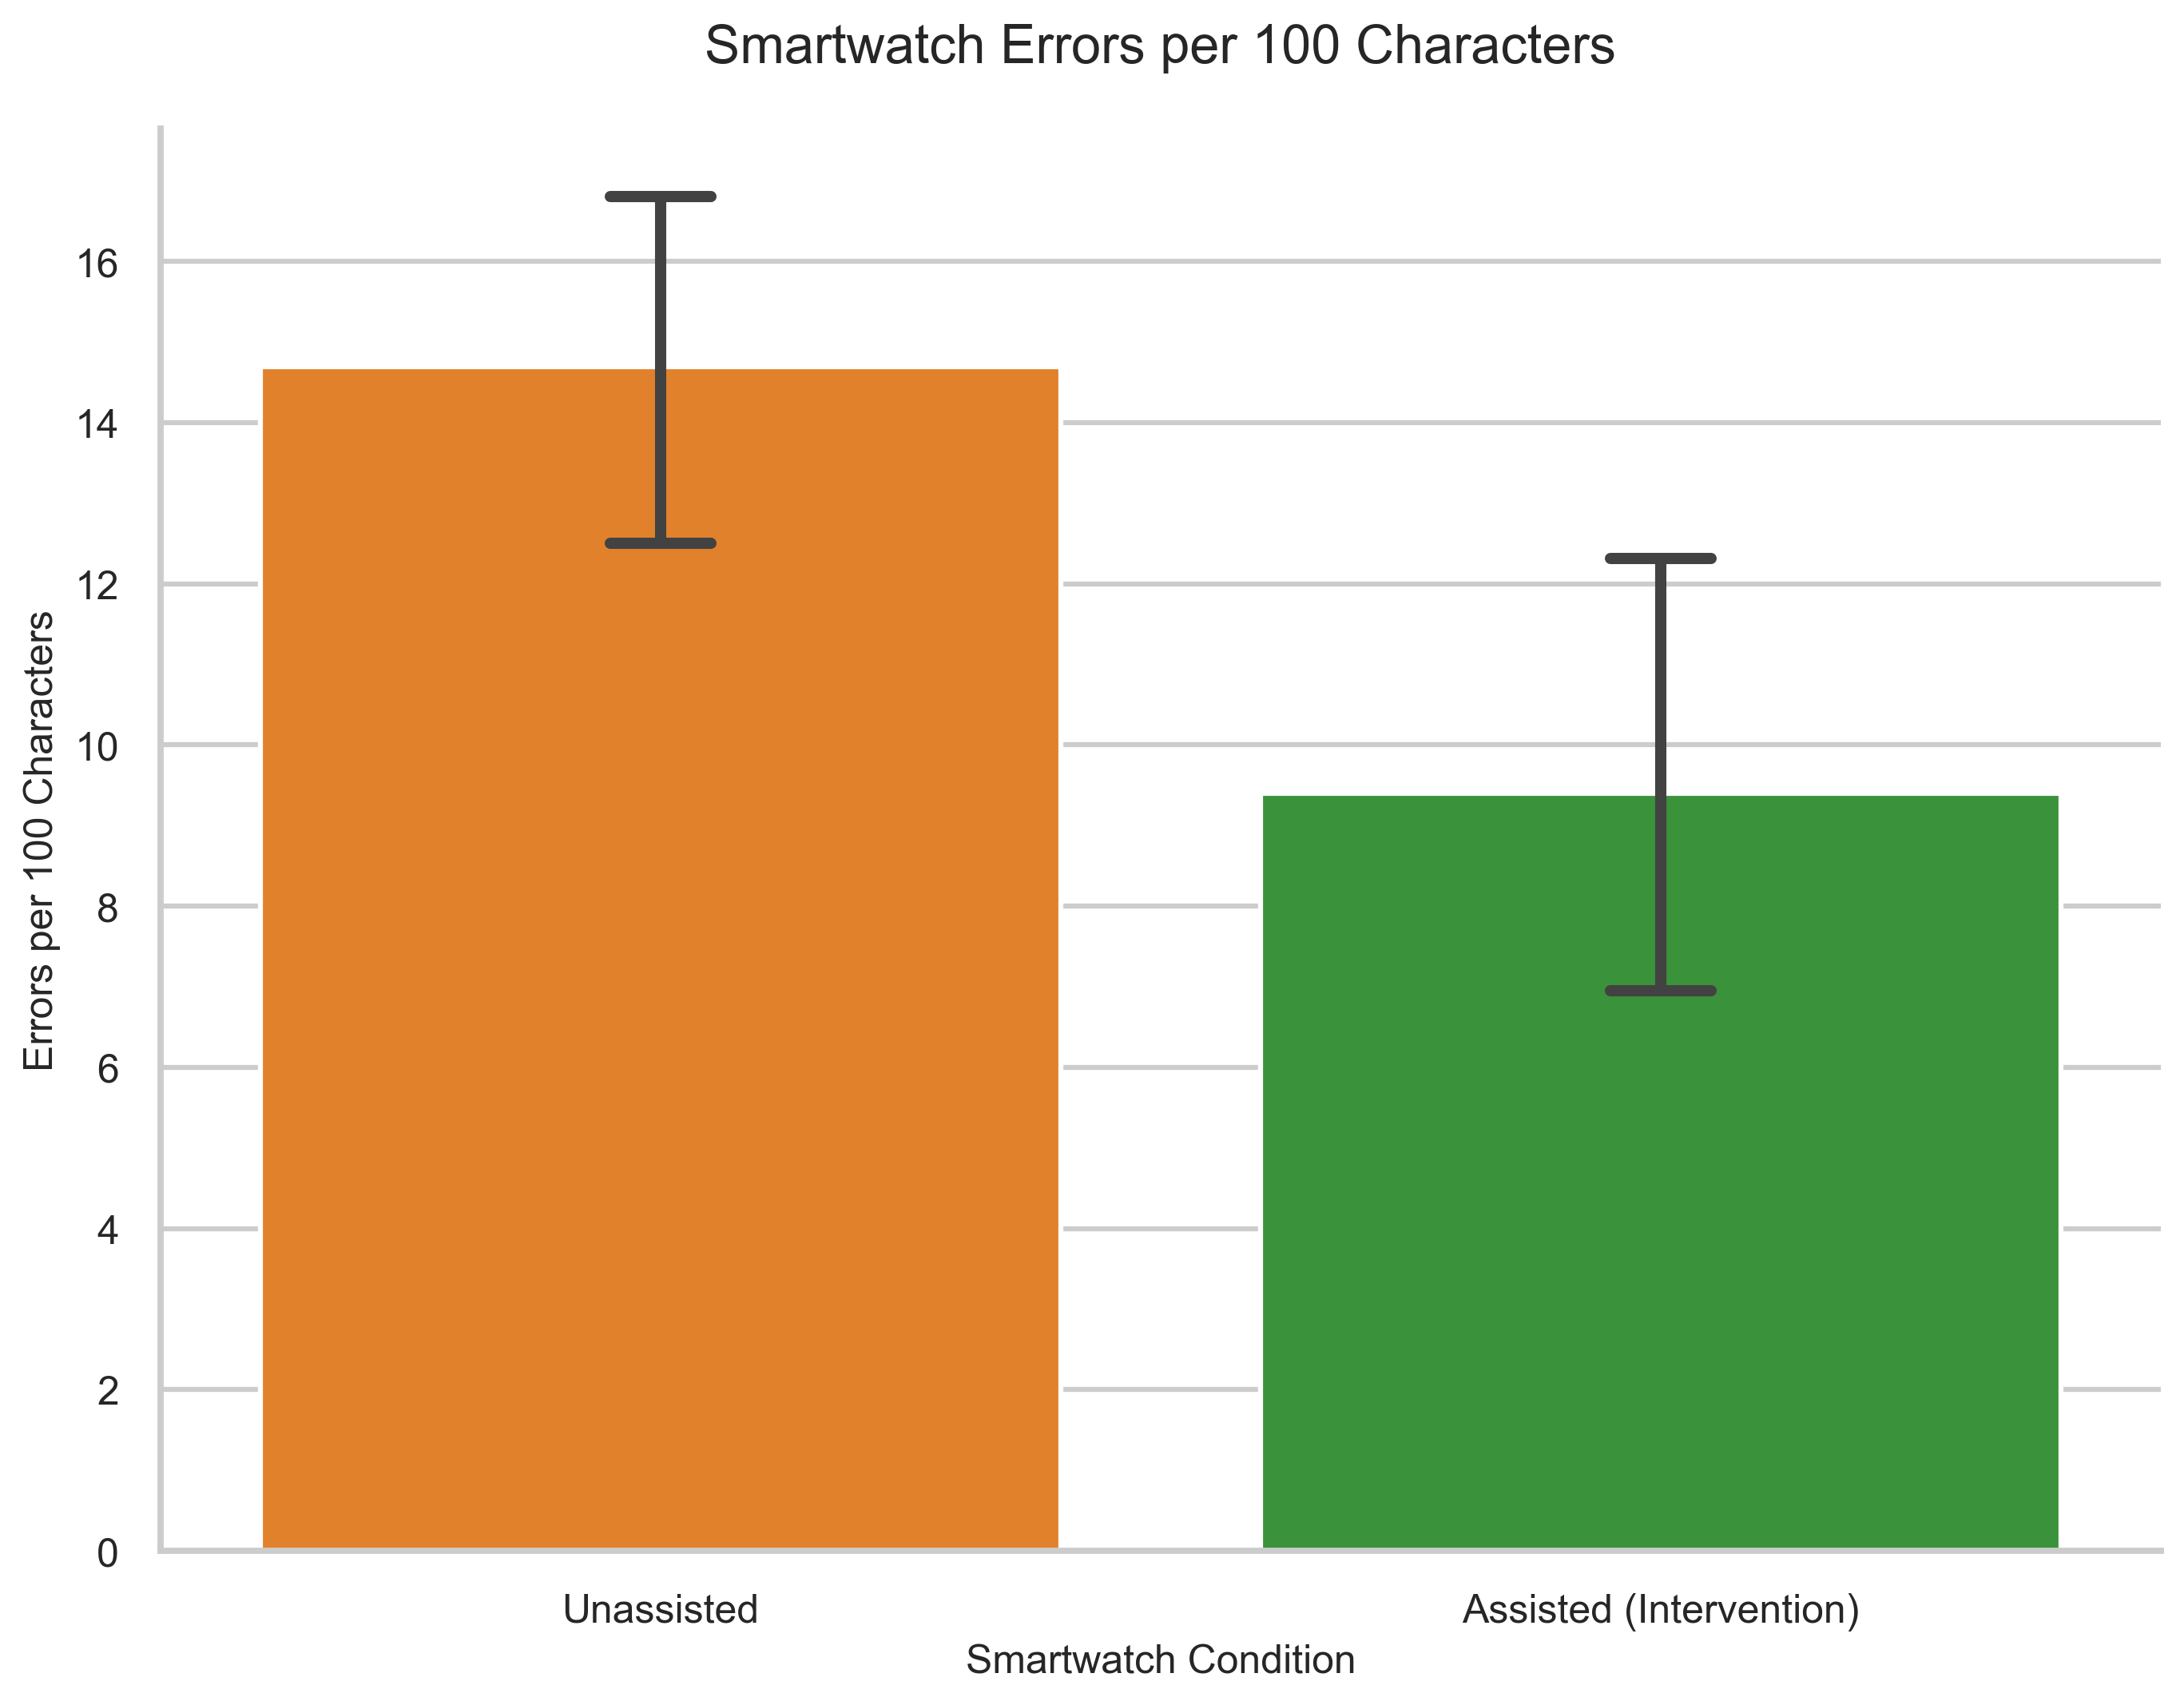 Smartwatch Errors per 100 Characters
Errors per 100 Characters
16
14
12
10
8
6
4
2
0
Unassisted
Assisted (Intervention)
Smartwatch Condition